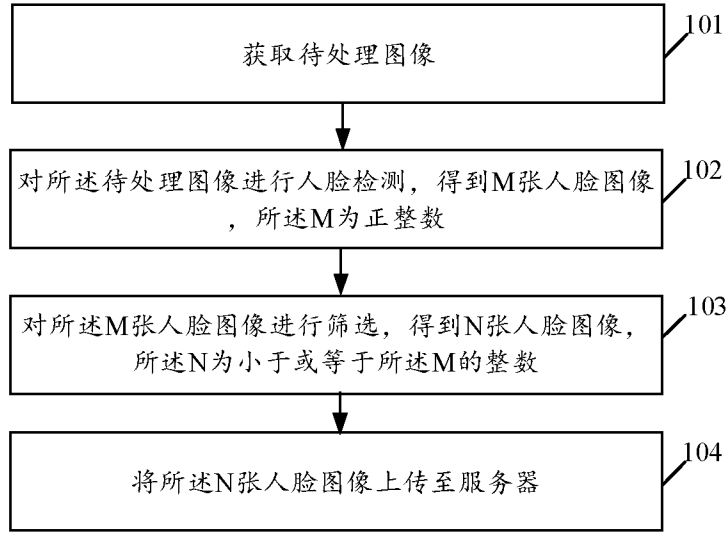 获取待处理图像
101
对所述待处理图像进行人脸检测，得到M张人脸图像
，所述M为正整数
102
对所述M张人脸图像进行筛选，得到N张人脸图像，
所述N为小于或等于所述M的整数
103
将所述N张人脸图像上传至服务器
104